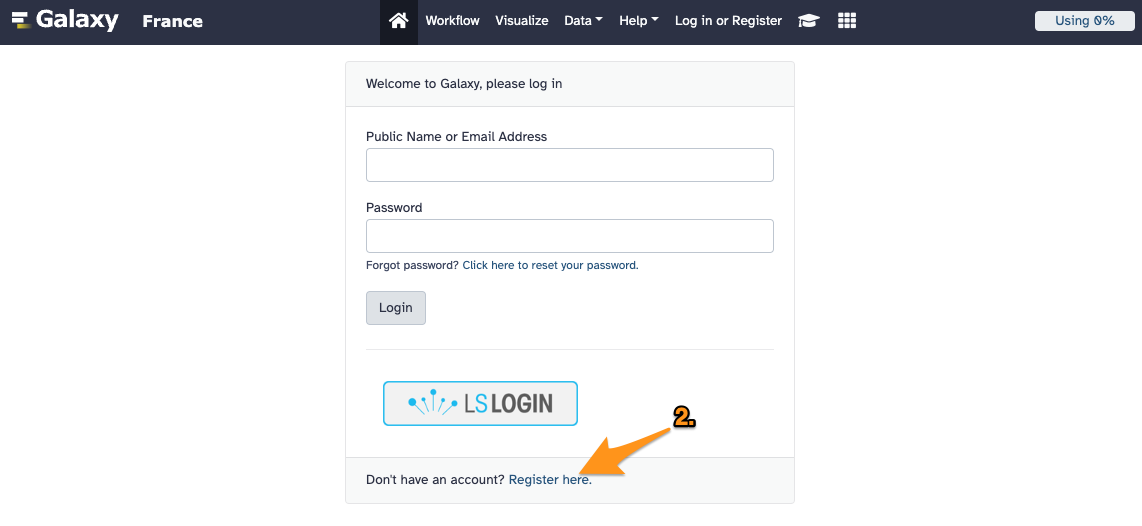 Galaxy France Workflow Visualize Data Help Log in or Register Using 0%
Welcome to Galaxy, please log in
Public Name or Email Address
Password
Forgot password? Click here to reset your password.
Login
LS LOGIN
2.
Don't have an account? Register here.